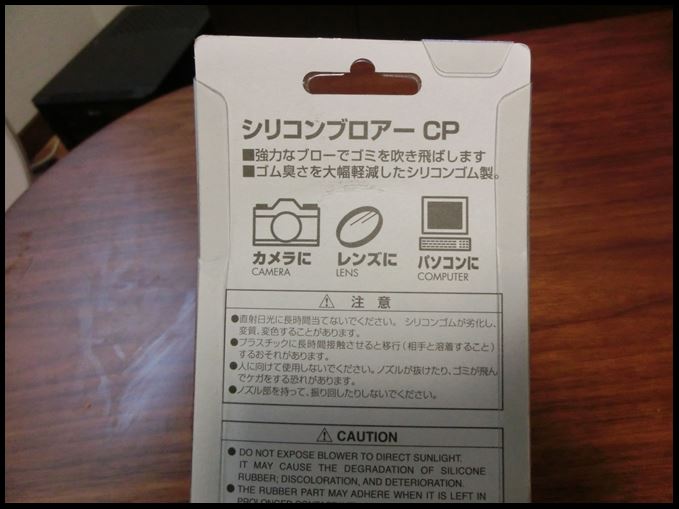 シリコンブロアー CP
■強力なブローでゴミを吹き飛ばします
■ゴム臭さを大幅軽減したシリコンゴム製。
カメラに レンズに パソコンに
CAMERA LENS COMPUTER
⚠ 注 意
●直射日光に長時間当てないでください。シリコンゴムが劣化し、
変質、変色することがあります。
●プラスチックに長時間接触させると移行(相手と溶着すること)
するおそれがあります。
●人に向けて使用しないでください。ノズルが抜けたり、ゴミが飛ん
でケガをする恐れがあります。
●ノズル部を持って、振り回したりしないでください。
⚠ CAUTION
● DO NOT EXPOSE BLOWER TO DIRECT SUNLIGHT.
IT MAY CAUSE THE DEGRADATION OF SILICONE
RUBBER; DISCOLORATION, AND DETERIORATION.
● THE RUBBER PART MAY ADHERE WHEN IT IS LEFT IN
PROLONGED